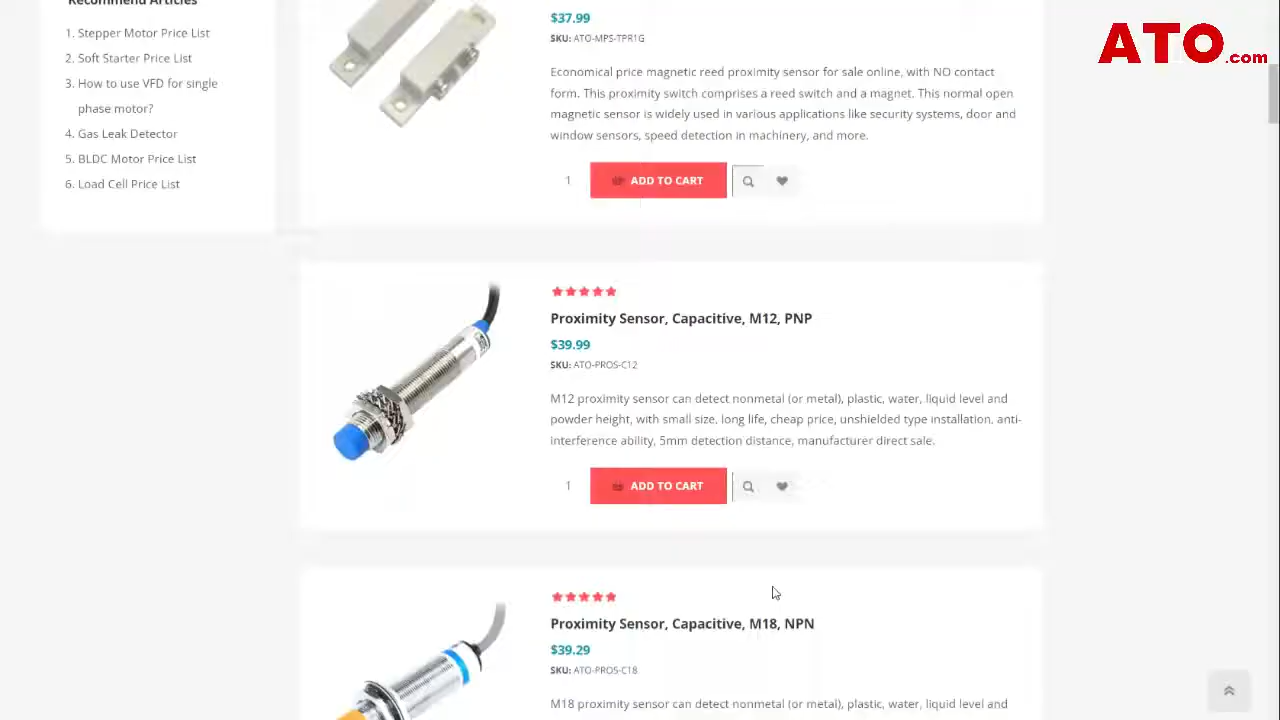 Recommend Articles
1. Stepper Motor Price List
2. Soft Starter Price List
3. How to use VFD for single
phase motor?
4. Gas Leak Detector
5. BLDC Motor Price List
6. Load Cell Price List
ATO.com
$37.99
SKU: ATO-MPS-TPR1G
Economical price magnetic reed proximity sensor for sale online, with NO contact
form. This proximity switch comprises a reed switch and a magnet. This normal open
magnetic sensor is widely used in various applications like security systems, door and
window sensors, speed detection in machinery, and more.
1 ADD TO CART
Proximity Sensor, Capacitive, M12, PNP
$39.99
SKU: ATO-PROS-C12
M12 proximity sensor can detect nonmetal (or metal), plastic, water, liquid level and
powder height, with small size, long life, cheap price, unshielded type installation, anti-
interference ability, 5mm detection distance, manufacturer direct sale.
1 ADD TO CART
Proximity Sensor, Capacitive, M18, NPN
$39.29
SKU: ATO-PROS-C18
M18 proximity sensor can detect nonmetal (or metal), plastic, water, liquid level and